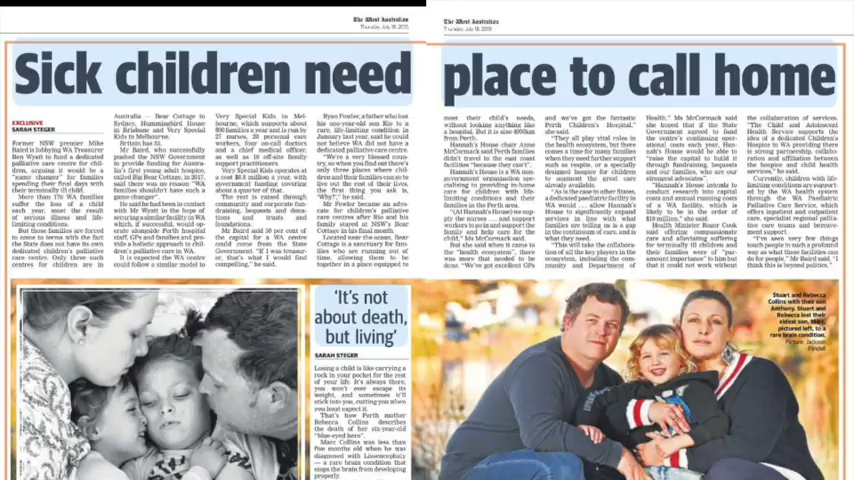 The West Australian
Thursday, July 18, 2019
The West Australian
Thursday, July 18, 2019
Sick children need place to call home
EXCLUSIVE
SARAH STEGER
Former NSW premier Mike
Baird is lobbying WA Treasurer
Ben Wyatt to fund a dedicated
palliative care centre for chil-
dren, arguing it would be a
"game changer" for families
spending their final days with
their terminally ill child.
More than 170 WA families
suffer the loss of a child
each year, most the result
of serious illness and life-
limiting conditions.
But those families are forced
to come to terms with the fact
the State does not have its own
dedicated children's palliative
care centre. Only three such
centres for children are in
Australia — Bear Cottage in
Sydney, Hummingbird House
in Brisbane and Very Special
Kids in Melbourne.
Britain has 53.
Mr Baird, who successfully
pushed the NSW Government
to provide funding for Austra-
lia's first young adult hospice,
called
said there was no reason "WA
families shouldn't have such a
game changer".
He said he had been in contact
with Mr Wyatt in the hope of
securing a similar facility in WA
which, if successful, would op-
erate alongside Perth hospital
staff, GPs and families and pro-
vide a holistic approach to chil-
dren's palliative care in WA.
It is expected the WA centre
could follow a similar model to
Very Special Kids in Mel-
bourne, which supports about
800 families a year and is run by
27 nurses, 20 personal care
workers, four on-call doctors
and a chief medical officer,
as well as 10 off-site family
support practitioners.
Very Special Kids operates at
a cost $8.8 million a year, with
government funding covering
about a quarter of that.
The rest is raised through
community and corporate fun-
draising, bequests and dona-
tions and trusts and
foundations.
Mr Baird said 50 per cent of
the capital for a WA centre
could come from the State
Government. "If I was treasur-
er, that's what I would find
compelling," he said.
Ryan Fowler, a father who lost
his one-year-old son Kie to a
rare, life-limiting condition in
January last year, said he could
not believe WA did not have a
dedicated palliative care centre.
"We're a very blessed coun-
try, so when you find out there's
only three places where chil-
dren and their families can go to
live out the rest of their lives,
the first thing you ask is,
'Why?'," he said.
Mr Fowler became an advo-
cate for children's palliative
care centres after Kie and his
family stayed at Sydney's Bear
Cottage in his final month.
Located near the ocean, Bear
Cottage is a sanctuary for fam-
ilies who are running out of
time, allowing them to be
together in a place equipped to
meet their child's needs,
without looking anything like
a hospital. But it is 4000km
from Perth.
Hannah's House chair Anne
McCormack said Perth families
didn't travel to the east coast
facilities "because they can't".
Hannah's House is a WA non-
government organisation spe-
cialising in providing in-home
care for children with life-
limiting conditions and their
families in the Perth area.
"(At Hannah's House) we sup-
ply the nurses ... and support
workers to go in and support the
family and help care for the
child," Ms McCormack said.
But she said when it came to
the "health ecosystem", there
was more that needed to be
done. "We've got excellent GPs
and we've got the fantastic
Perth Children's Hospital,"
she said.
"They all play vital roles in
the health ecosystem, but there
comes a time for many families
when they need further support
such as respite, or a specially
designed hospice for children
to augment the great care
already available.
"As is the case in other States,
a dedicated paediatric facility in
WA would ... allow Hannah's
House to significantly expand
services in line with what
families are telling us is a gap
in the continuum of care, and is
what they need.
"This will take the collabora-
tion of all the key players in the
ecosystem, including the com-
munity and Department of
Health." Ms McCormack said
she hoped that if the State
Government agreed to fund
the centre's continuing oper-
ational costs each year, Han-
nah's House would be able to
"raise the capital to build it
through fundraising, bequests
and our families, who are our
strongest advocates".
"Hannah's House intends to
conduct research into capital
costs and annual running costs
of a WA facility, which is
likely to be in the order of
$10 million," she said.
Health Minister Roger Cook
said offering compassionate
care and alleviating suffering
for terminally ill children and
their families were of "par-
amount importance" to him but
that it could not work without
the collaboration of services.
"The Child and Adolescent
Health Service supports the
idea of a dedicated Children's
Hospice in WA providing there
is strong partnership, collabo-
ration and affiliation between
the hospice and child health
services," he said.
Currently, children with life-
limiting conditions are support-
ed by the WA Health system
through the WA Paediatric
Palliative Care Service, which
offers inpatient and outpatient
care, specialist regional pallia-
tive care teams and bereave-
ment support.
"I've seen very few things
touch people in such a profound
way as what these facilities can
do for people," Mr Baird said. "I
think this is beyond politics."
'It's not
about death,
but living'
SARAH STEGER
Losing a child is like carrying a
rock in your pocket for the rest
of your life. It's always there,
you won't ever escape its
weight, and sometimes it'll
stick into you, cutting you when
you least expect it.
That's how Perth mother
Rebecca Collins describes
the death of her six-year-old
"blue-eyed hero".
Marc Collins was less than
five months old when he was
diagnosed with Lissencephaly
— a rare brain condition that
stops the brain from developing
properly.
Stuart and Rebecca
Collins with their son
Anthony. Stuart and
Rebecca lost their
eldest son, Marc,
pictured left, to a
rare brain condition.
Picture: Jackson
Flindell